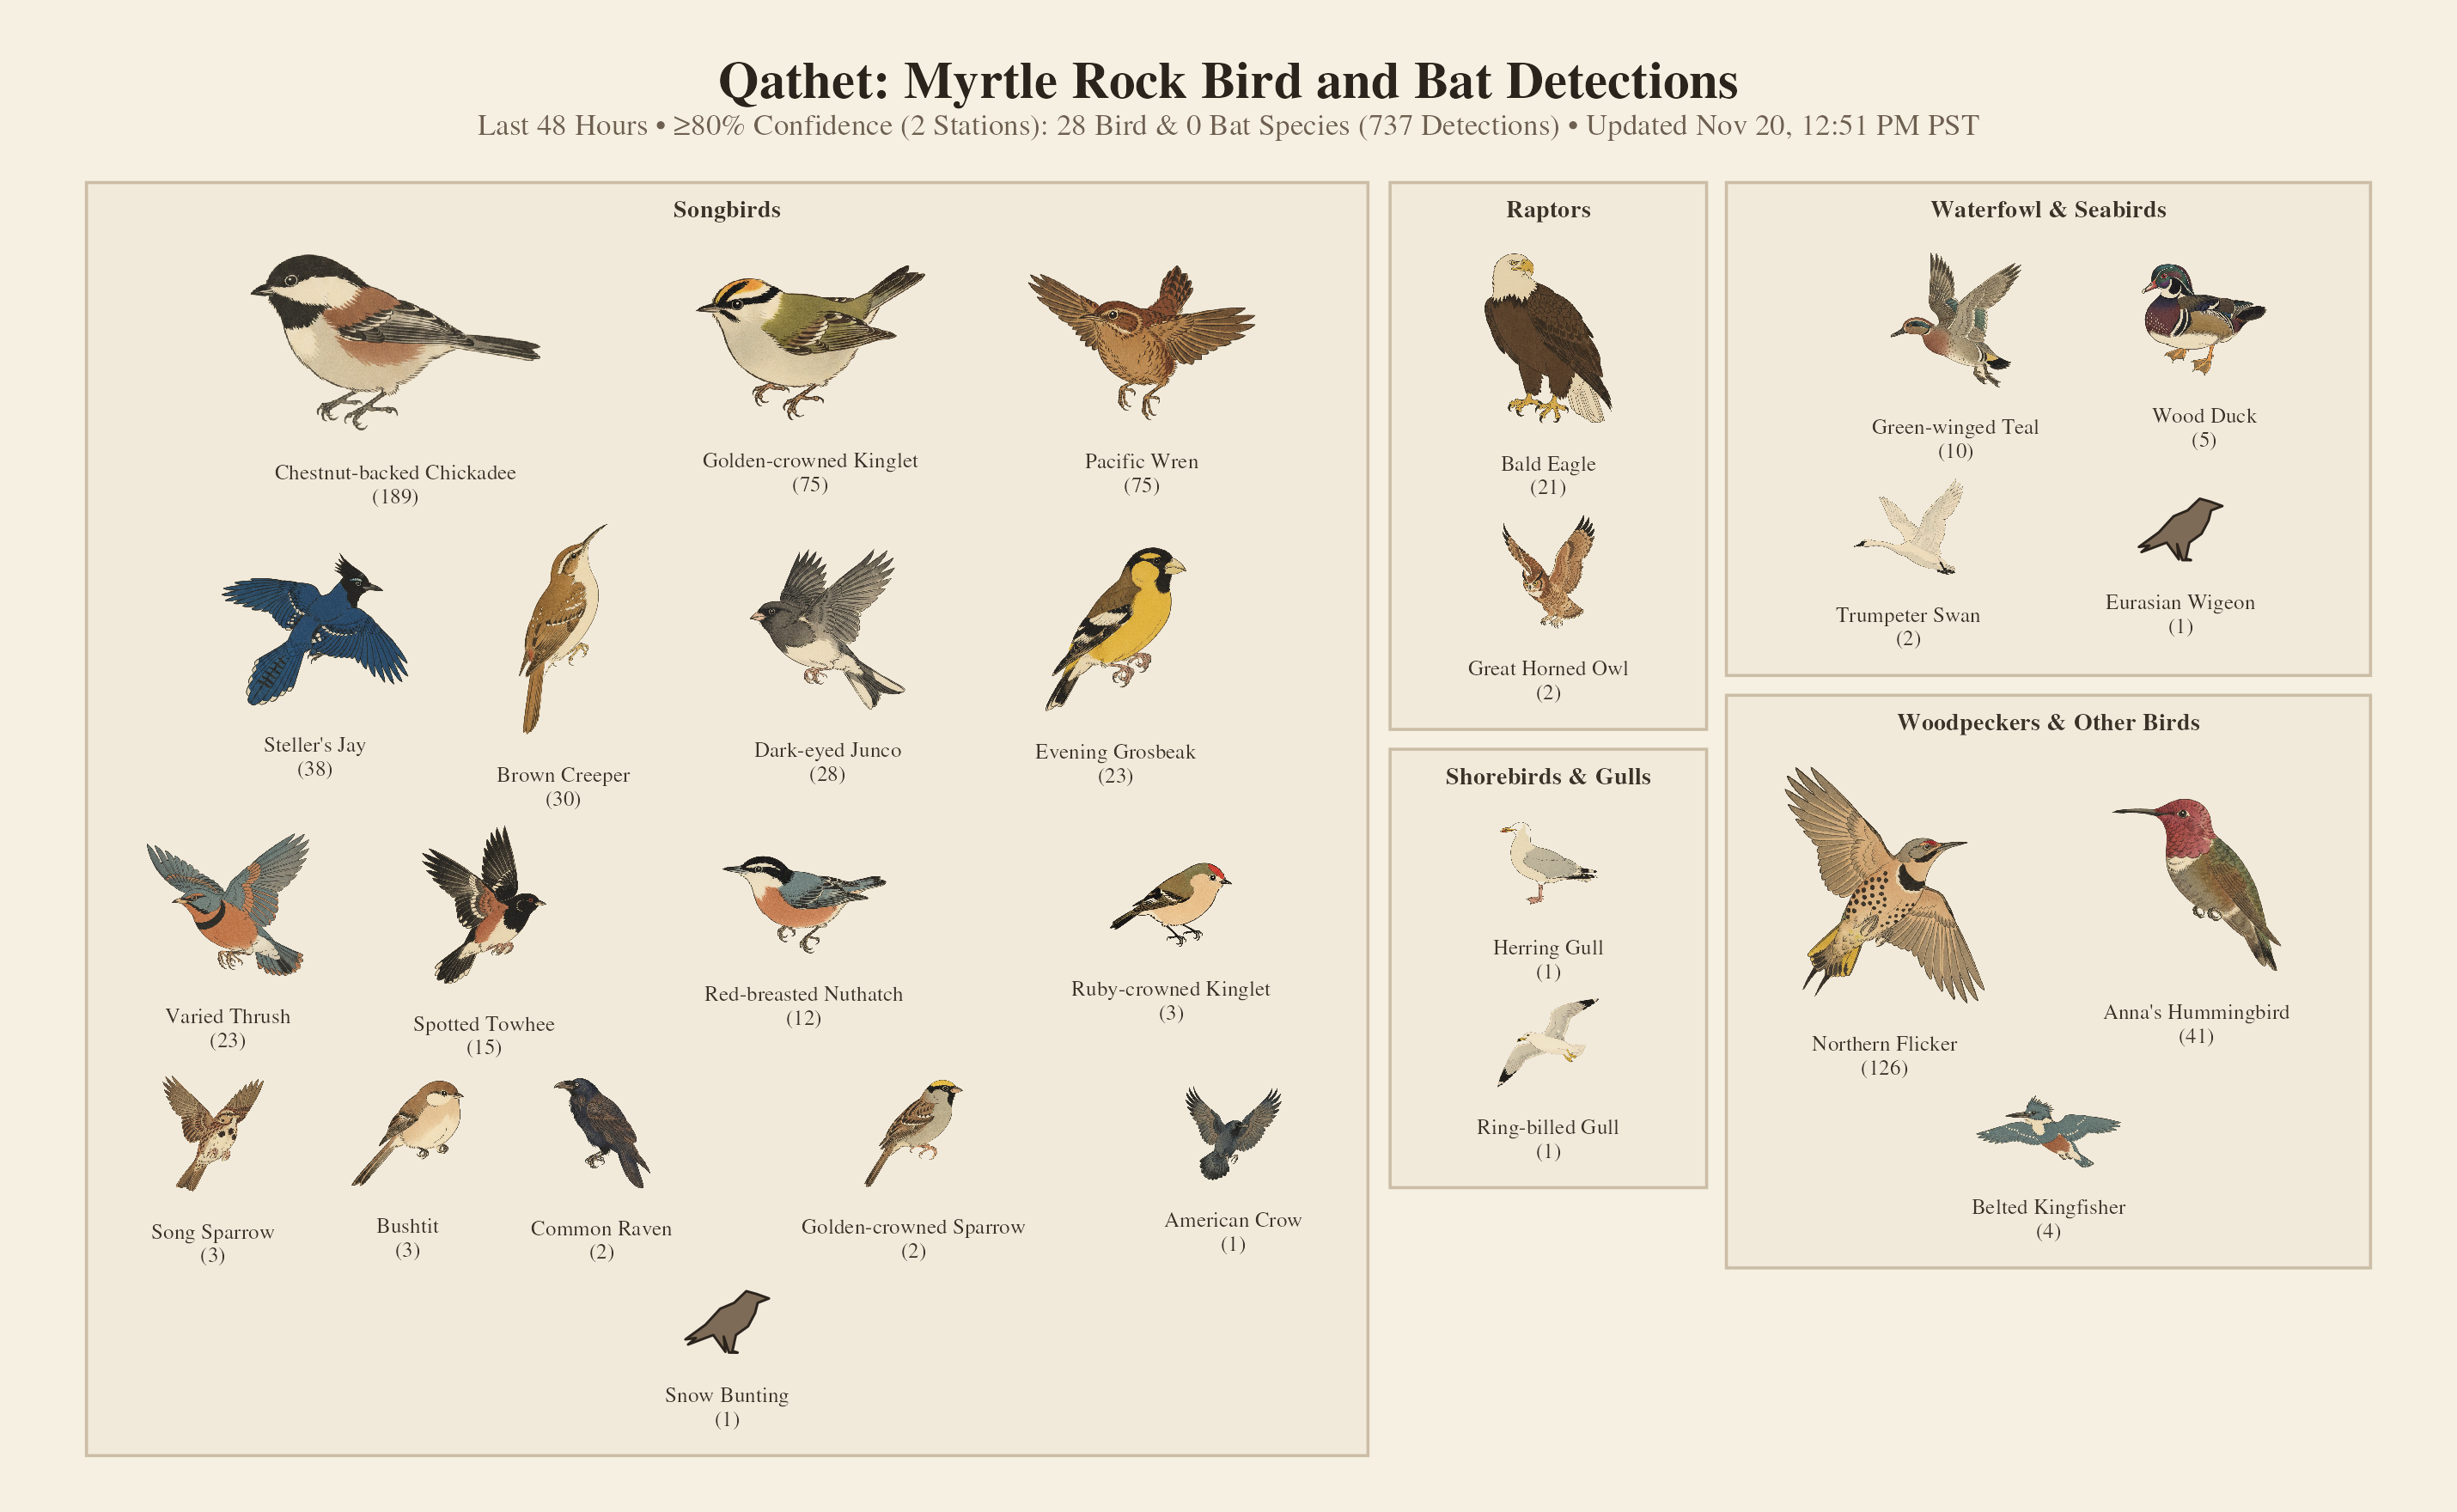 Qathet: Myrtle Rock Bird and Bat Detections
Last 48 Hours • ≥80% Confidence (2 Stations): 28 Bird & 0 Bat Species (737 Detections) • Updated Nov 20, 12:51 PM PST
Songbirds
Chestnut-backed Chickadee
(189)
Golden-crowned Kinglet
(75)
Pacific Wren
(75)
Steller's Jay
(38)
Brown Creeper
(30)
Dark-eyed Junco
(28)
Evening Grosbeak
(23)
Varied Thrush
(23)
Spotted Towhee
(15)
Red-breasted Nuthatch
(12)
Ruby-crowned Kinglet
(3)
Song Sparrow
(3)
Bushtit
(3)
Common Raven
(2)
Golden-crowned Sparrow
(2)
American Crow
(1)
Snow Bunting
(1)
Raptors
Bald Eagle
(21)
Great Horned Owl
(2)
Shorebirds & Gulls
Herring Gull
(1)
Ring-billed Gull
(1)
Waterfowl & Seabirds
Green-winged Teal
(10)
Wood Duck
(5)
Trumpeter Swan
(2)
Eurasian Wigeon
(1)
Woodpeckers & Other Birds
Northern Flicker
(126)
Anna's Hummingbird
(41)
Belted Kingfisher
(4)